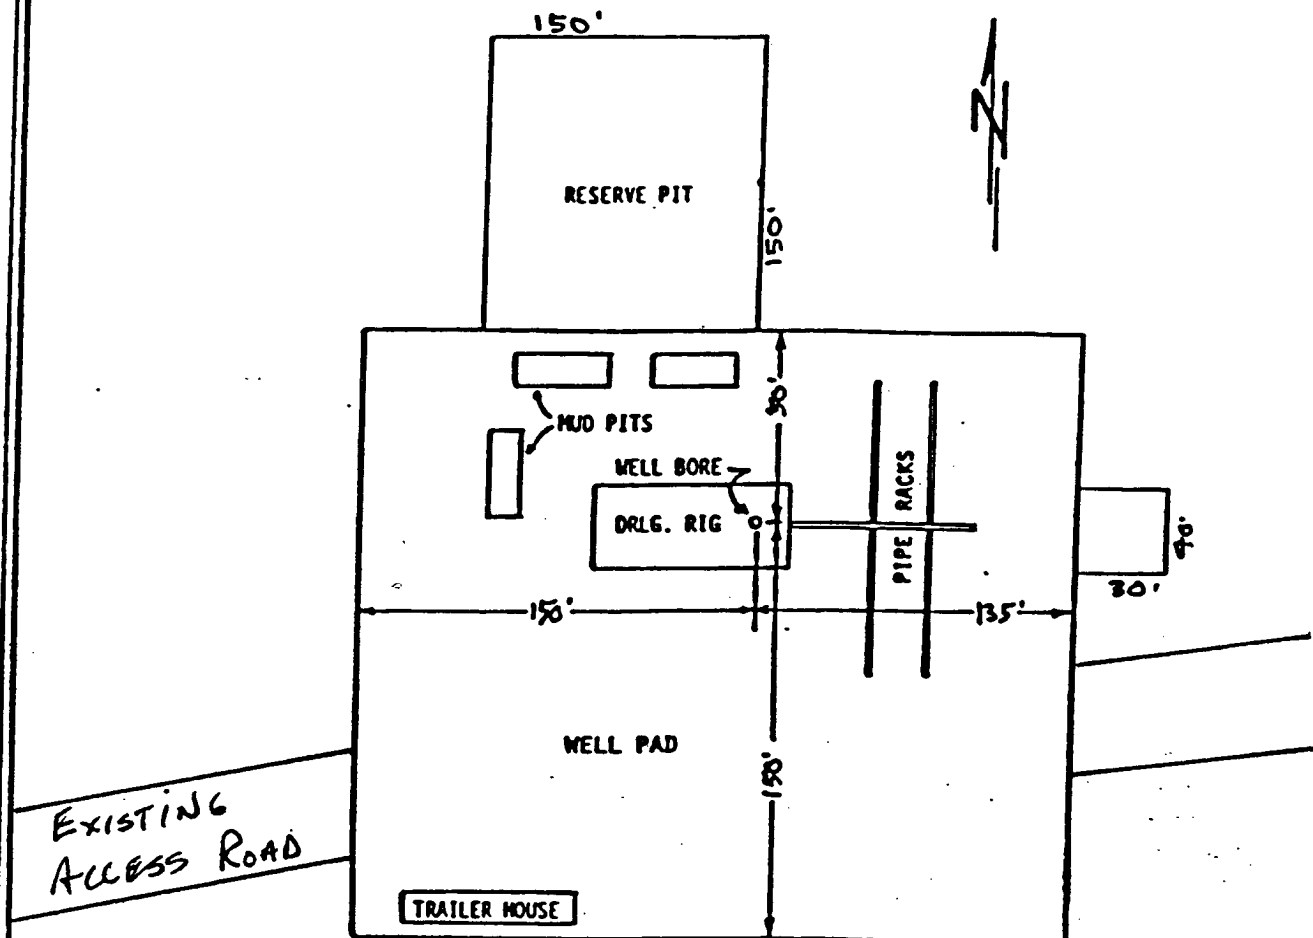 150'
N
RESERVE PIT
150'
MUD PITS
WELL BORE
DRLG. RIG
PIPE RACKS
40'
30'
150'
135'
WELL PAD
150'
EXISTING
ACCESS ROAD
TRAILER HOUSE